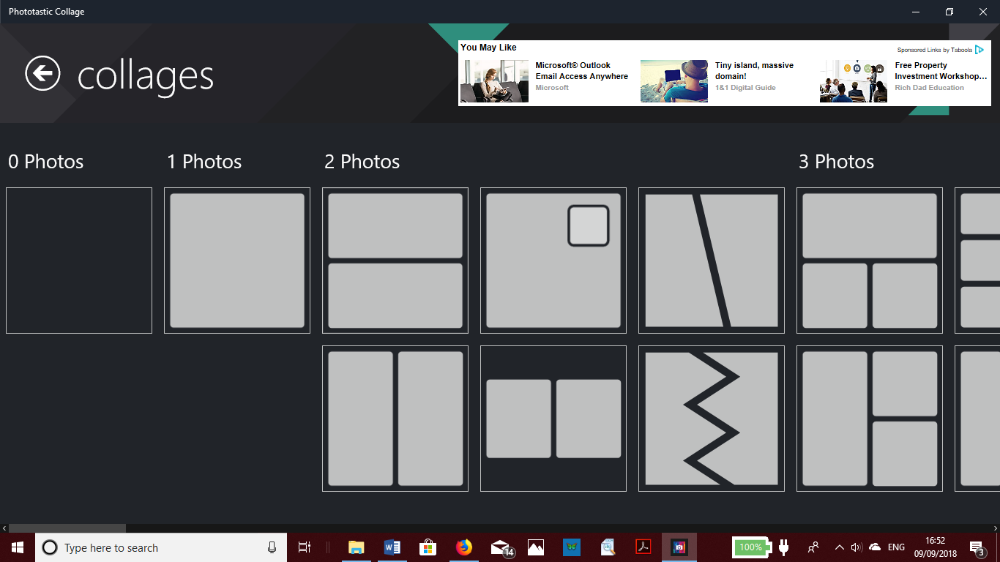 Phototastic Collage
collages
You May Like
Sponsored Links by Taboola
Microsoft® Outlook
Email Access Anywhere
Microsoft
Tiny island, massive
domain!
1&1 Digital Guide
Free Property
Investment Workshop...
Rich Dad Education
0 Photos
1 Photos
2 Photos
3 Photos
Type here to search
14
100%
ENG
16:52
09/09/2018
3